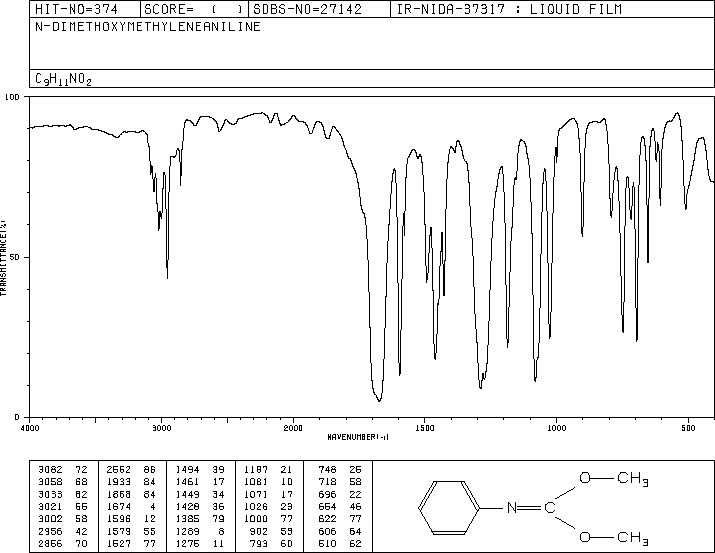 HIT-NO=374 SCORE= ( ) SDBS-NO=27142 IR-NIDA-37317 : LIQUID FILM
N-DIMETHOXYMETHYLENEANILINE
C9H11NO2
100
50
0
TRANSMITTANCE(%)
4000 3000 2000 1500 1000 500
WAVENUMBER(-1)
3082 72 2552 86 1494 39 1187 21 748 25
3058 68 1933 84 1461 17 1081 10 718 58
3033 82 1868 84 1449 34 1071 17 696 22
3021 66 1674 4 1428 36 1026 23 654 46
3002 58 1596 12 1385 79 1000 77 622 77
2956 42 1579 55 1289 8 902 55 606 64
2856 70 1527 77 1275 11 793 60 510 62
O CH3
N C
O CH3